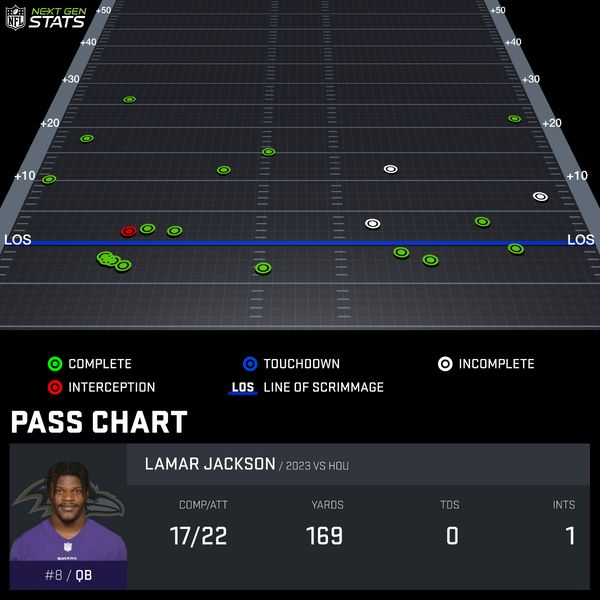 NFL NEXT GEN STATS
+50 +50
+40 +40
+30 +30
+20 +20
+10 +10
LOS LOS
COMPLETE TOUCHDOWN INCOMPLETE
INTERCEPTION LOS LINE OF SCRIMMAGE
PASS CHART
LAMAR JACKSON / 2023 VS HOU
COMP/ATT YARDS TDS INTS
17/22 169 0 1
RAVENS
#8 / QB